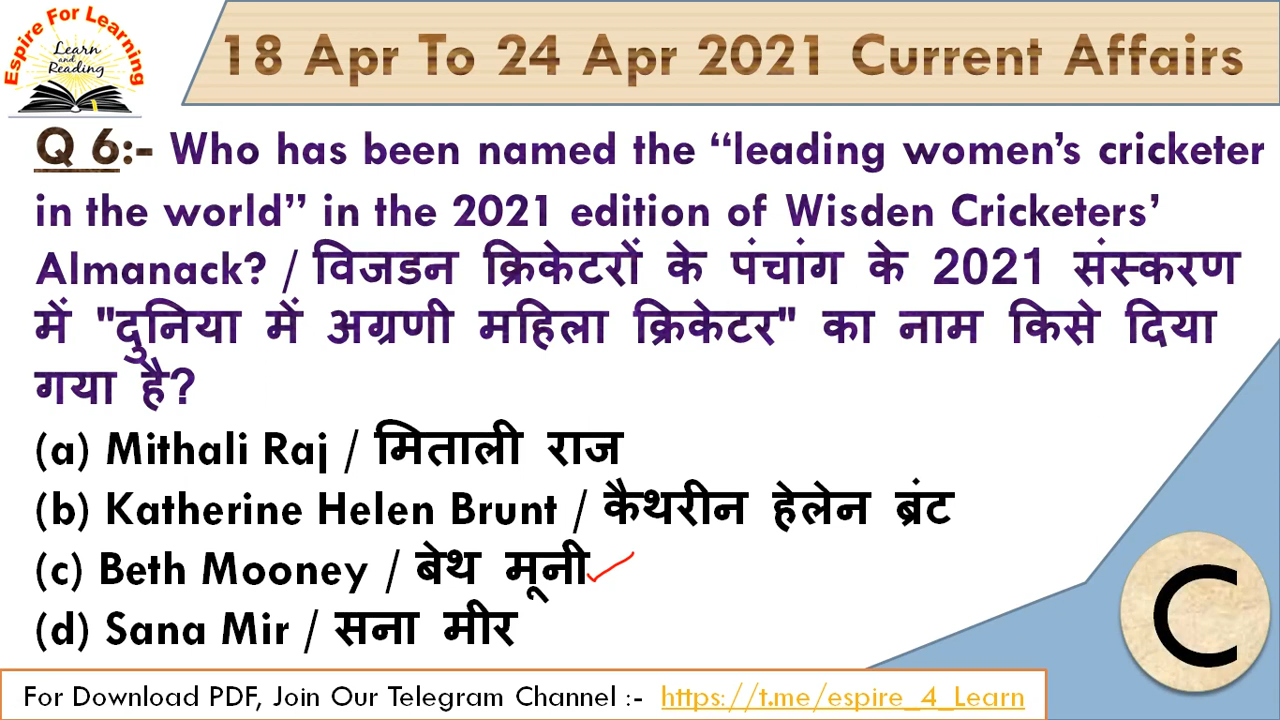 Espire For Learning
Learn
and
Reading
18 Apr To 24 Apr 2021 Current Affairs
Q 6:- Who has been named the “leading women’s cricketer
in the world” in the 2021 edition of Wisden Cricketers’
Almanack? / विजडन क्रिकेटरों के पंचांग के 2021 संस्करण
में "दुनिया में अग्रणी महिला क्रिकेटर" का नाम किसे दिया
गया है?
(a) Mithali Raj / मिताली राज
(b) Katherine Helen Brunt / कैथरीन हेलेन ब्रंट
(c) Beth Mooney / बेथ मूनी
(d) Sana Mir / सना मीर
C
For Download PDF, Join Our Telegram Channel :- https://t.me/espire_4_Learn